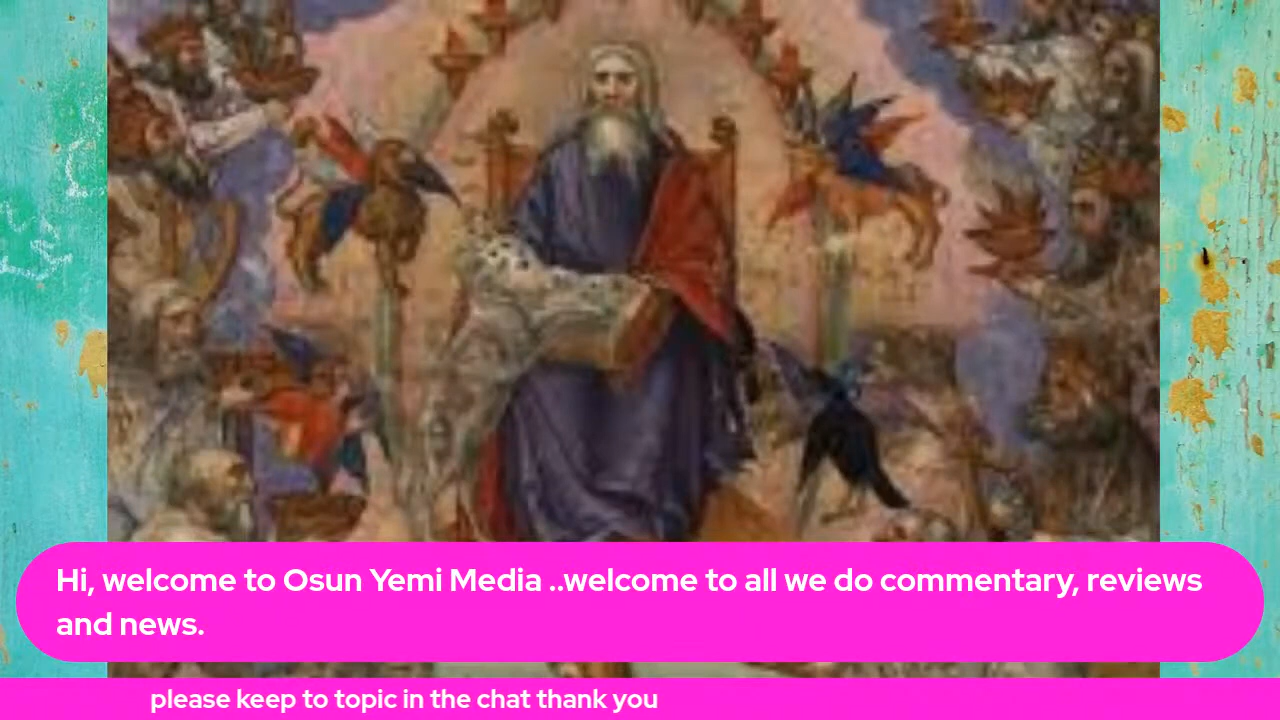 Hi, welcome to Osun Yemi Media ..welcome to all we do commentary, reviews
and news.
please keep to topic in the chat thank you